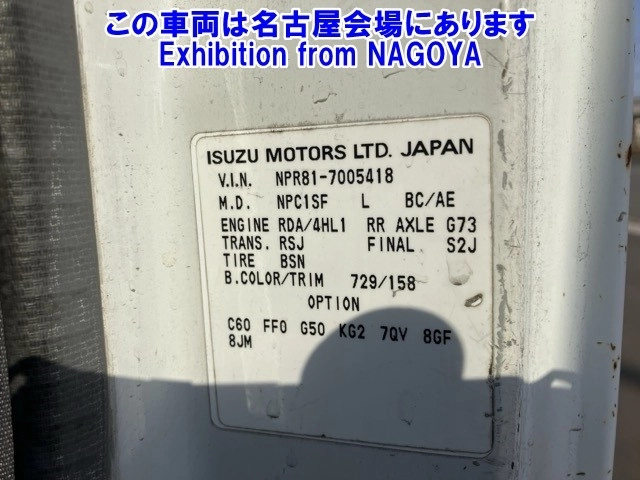 この車両は名古屋会場にあります
Exhibition from NAGOYA
ISUZU MOTORS LTD. JAPAN
V.I.N. NPR81-7005418
M.D. NPC1SF L BC/AE
ENGINE RDA/4HL1 RR AXLE G73
TRANS. RSJ FINAL S2J
TIRE BSN
B.COLOR/TRIM 729/158
OPTION
C60 FF0 G50 KG2 7QV 8GF
8JM